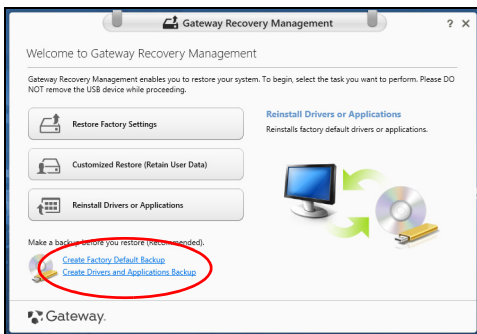 Gateway Recovery Management
? X
Welcome to Gateway Recovery Management
Gateway Recovery Management enables you to restore your system. To begin, select the task you want to perform. Please DO
NOT remove the USB device while proceeding.
Restore Factory Settings
Customized Restore (Retain User Data)
Reinstall Drivers or Applications
Reinstall Drivers or Applications
Reinstalls factory default drivers or applications.
Make a backup before you restore (Recommended).
Create Factory Default Backup
Create Drivers and Applications Backup
Gateway.